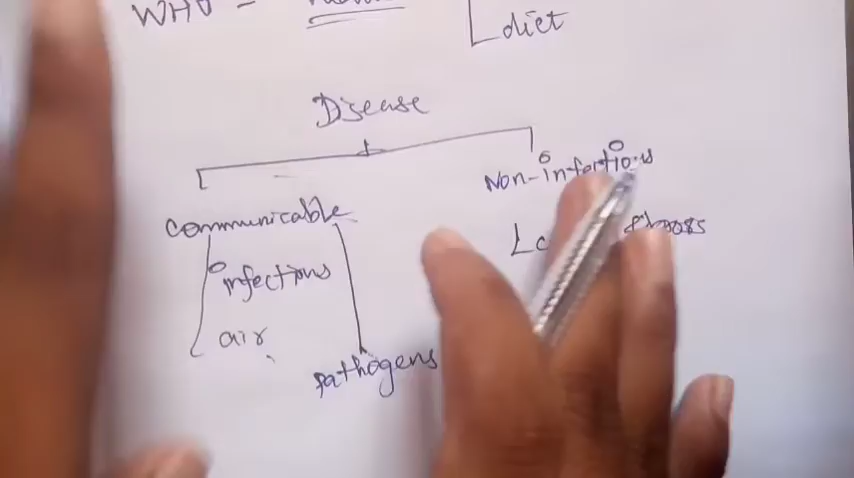 WHO -
diet
Disease
Non-infectious
communicable
infections
air
pathogens